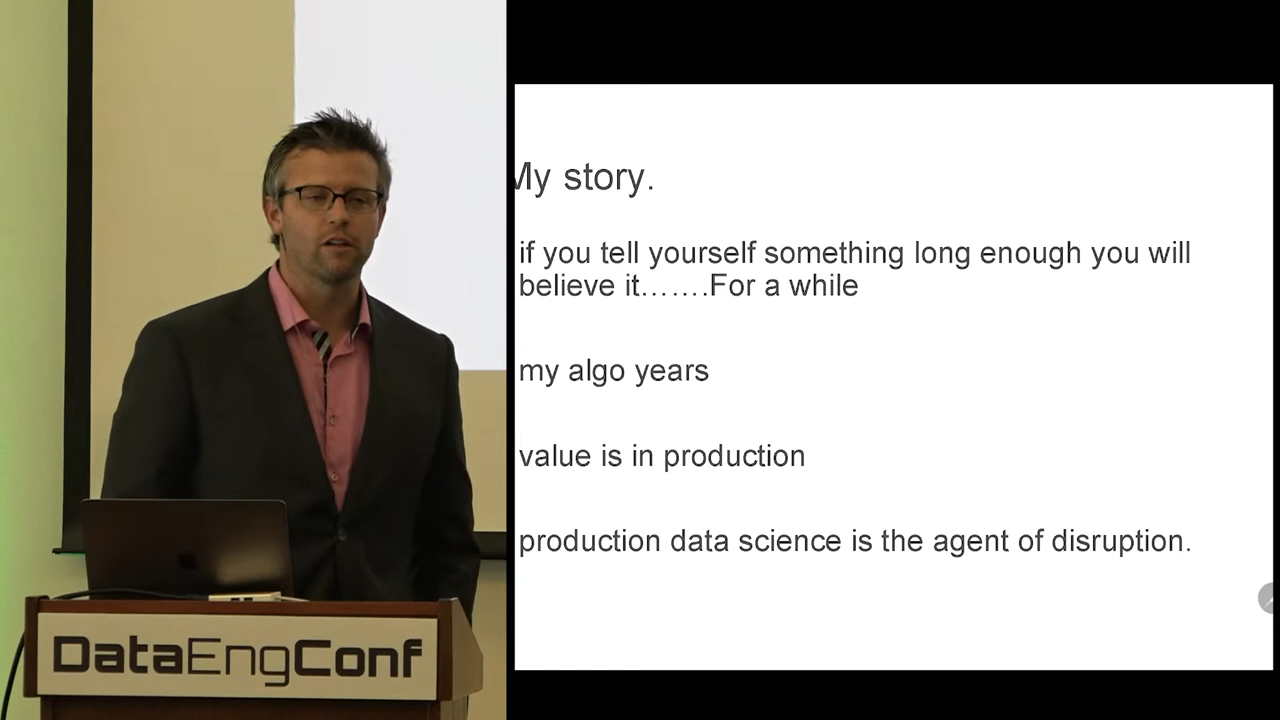 My story.
if you tell yourself something long enough you will
believe it…….For a while
my algo years
value is in production
production data science is the agent of disruption.
DataEngConf